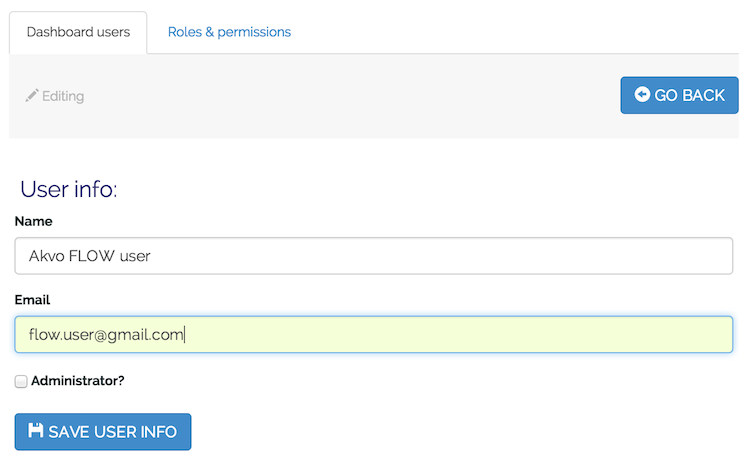 Dashboard users Roles & permissions
Editing GO BACK
User info:
Name
Akvo FLOW user
Email
flow.user@gmail.com
Administrator?
SAVE USER INFO